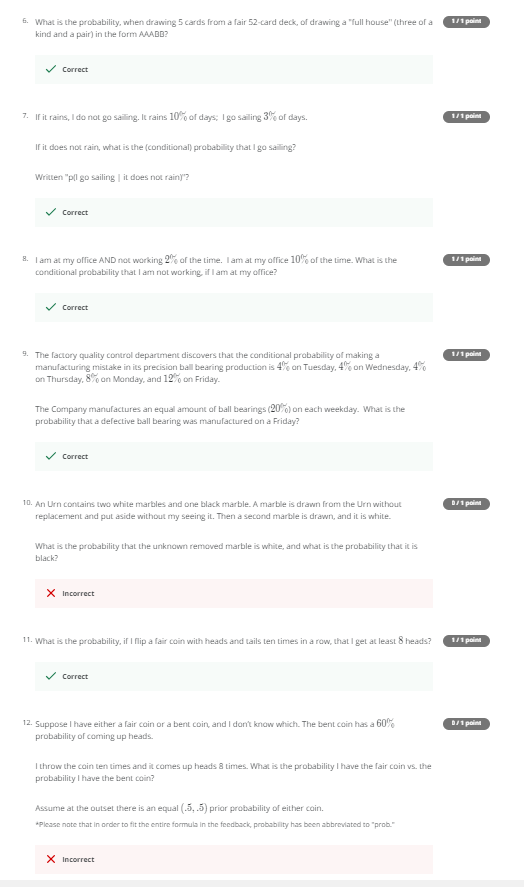 6. What is the probability, when drawing 5 cards from a fair 52-card deck, of drawing a "full house" (three of a
kind and a pair) in the form AAABB?
1 / 1 point
Correct
7. If it rains, I do not go sailing. It rains 10% of days; I go sailing 3% of days.
1 / 1 point
If it does not rain, what is the (conditional) probability that I go sailing?
Written "p(I go sailing | it does not rain)"?
Correct
8. I am at my office AND not working 2% of the time. I am at my office 10% of the time. What is the
conditional probability that I am not working, if I am at my office?
1 / 1 point
Correct
9. The factory quality control department discovers that the conditional probability of making a
manufacturing mistake in its precision ball bearing production is 4% on Tuesday, 4% on Wednesday, 4%
on Thursday, 8% on Monday, and 12% on Friday.
1 / 1 point
The Company manufactures an equal amount of ball bearings (20%) on each weekday. What is the
probability that a defective ball bearing was manufactured on a Friday?
Correct
10. An Urn contains two white marbles and one black marble. A marble is drawn from the Urn without
replacement and put aside without my seeing it. Then a second marble is drawn, and it is white.
0 / 1 point
What is the probability that the unknown removed marble is white, and what is the probability that it is
black?
Incorrect
11. What is the probability, if I flip a fair coin with heads and tails ten times in a row, that I get at least 8 heads?
1 / 1 point
Correct
12. Suppose I have either a fair coin or a bent coin, and I don't know which. The bent coin has a 60%
probability of coming up heads.
0 / 1 point
I throw the coin ten times and it comes up heads 8 times. What is the probability I have the fair coin vs. the
probability I have the bent coin?
Assume at the outset there is an equal (.5, .5) prior probability of either coin.
*Please note that in order to fit the entire formula in the feedback, probability has been abbreviated to "prob."
Incorrect